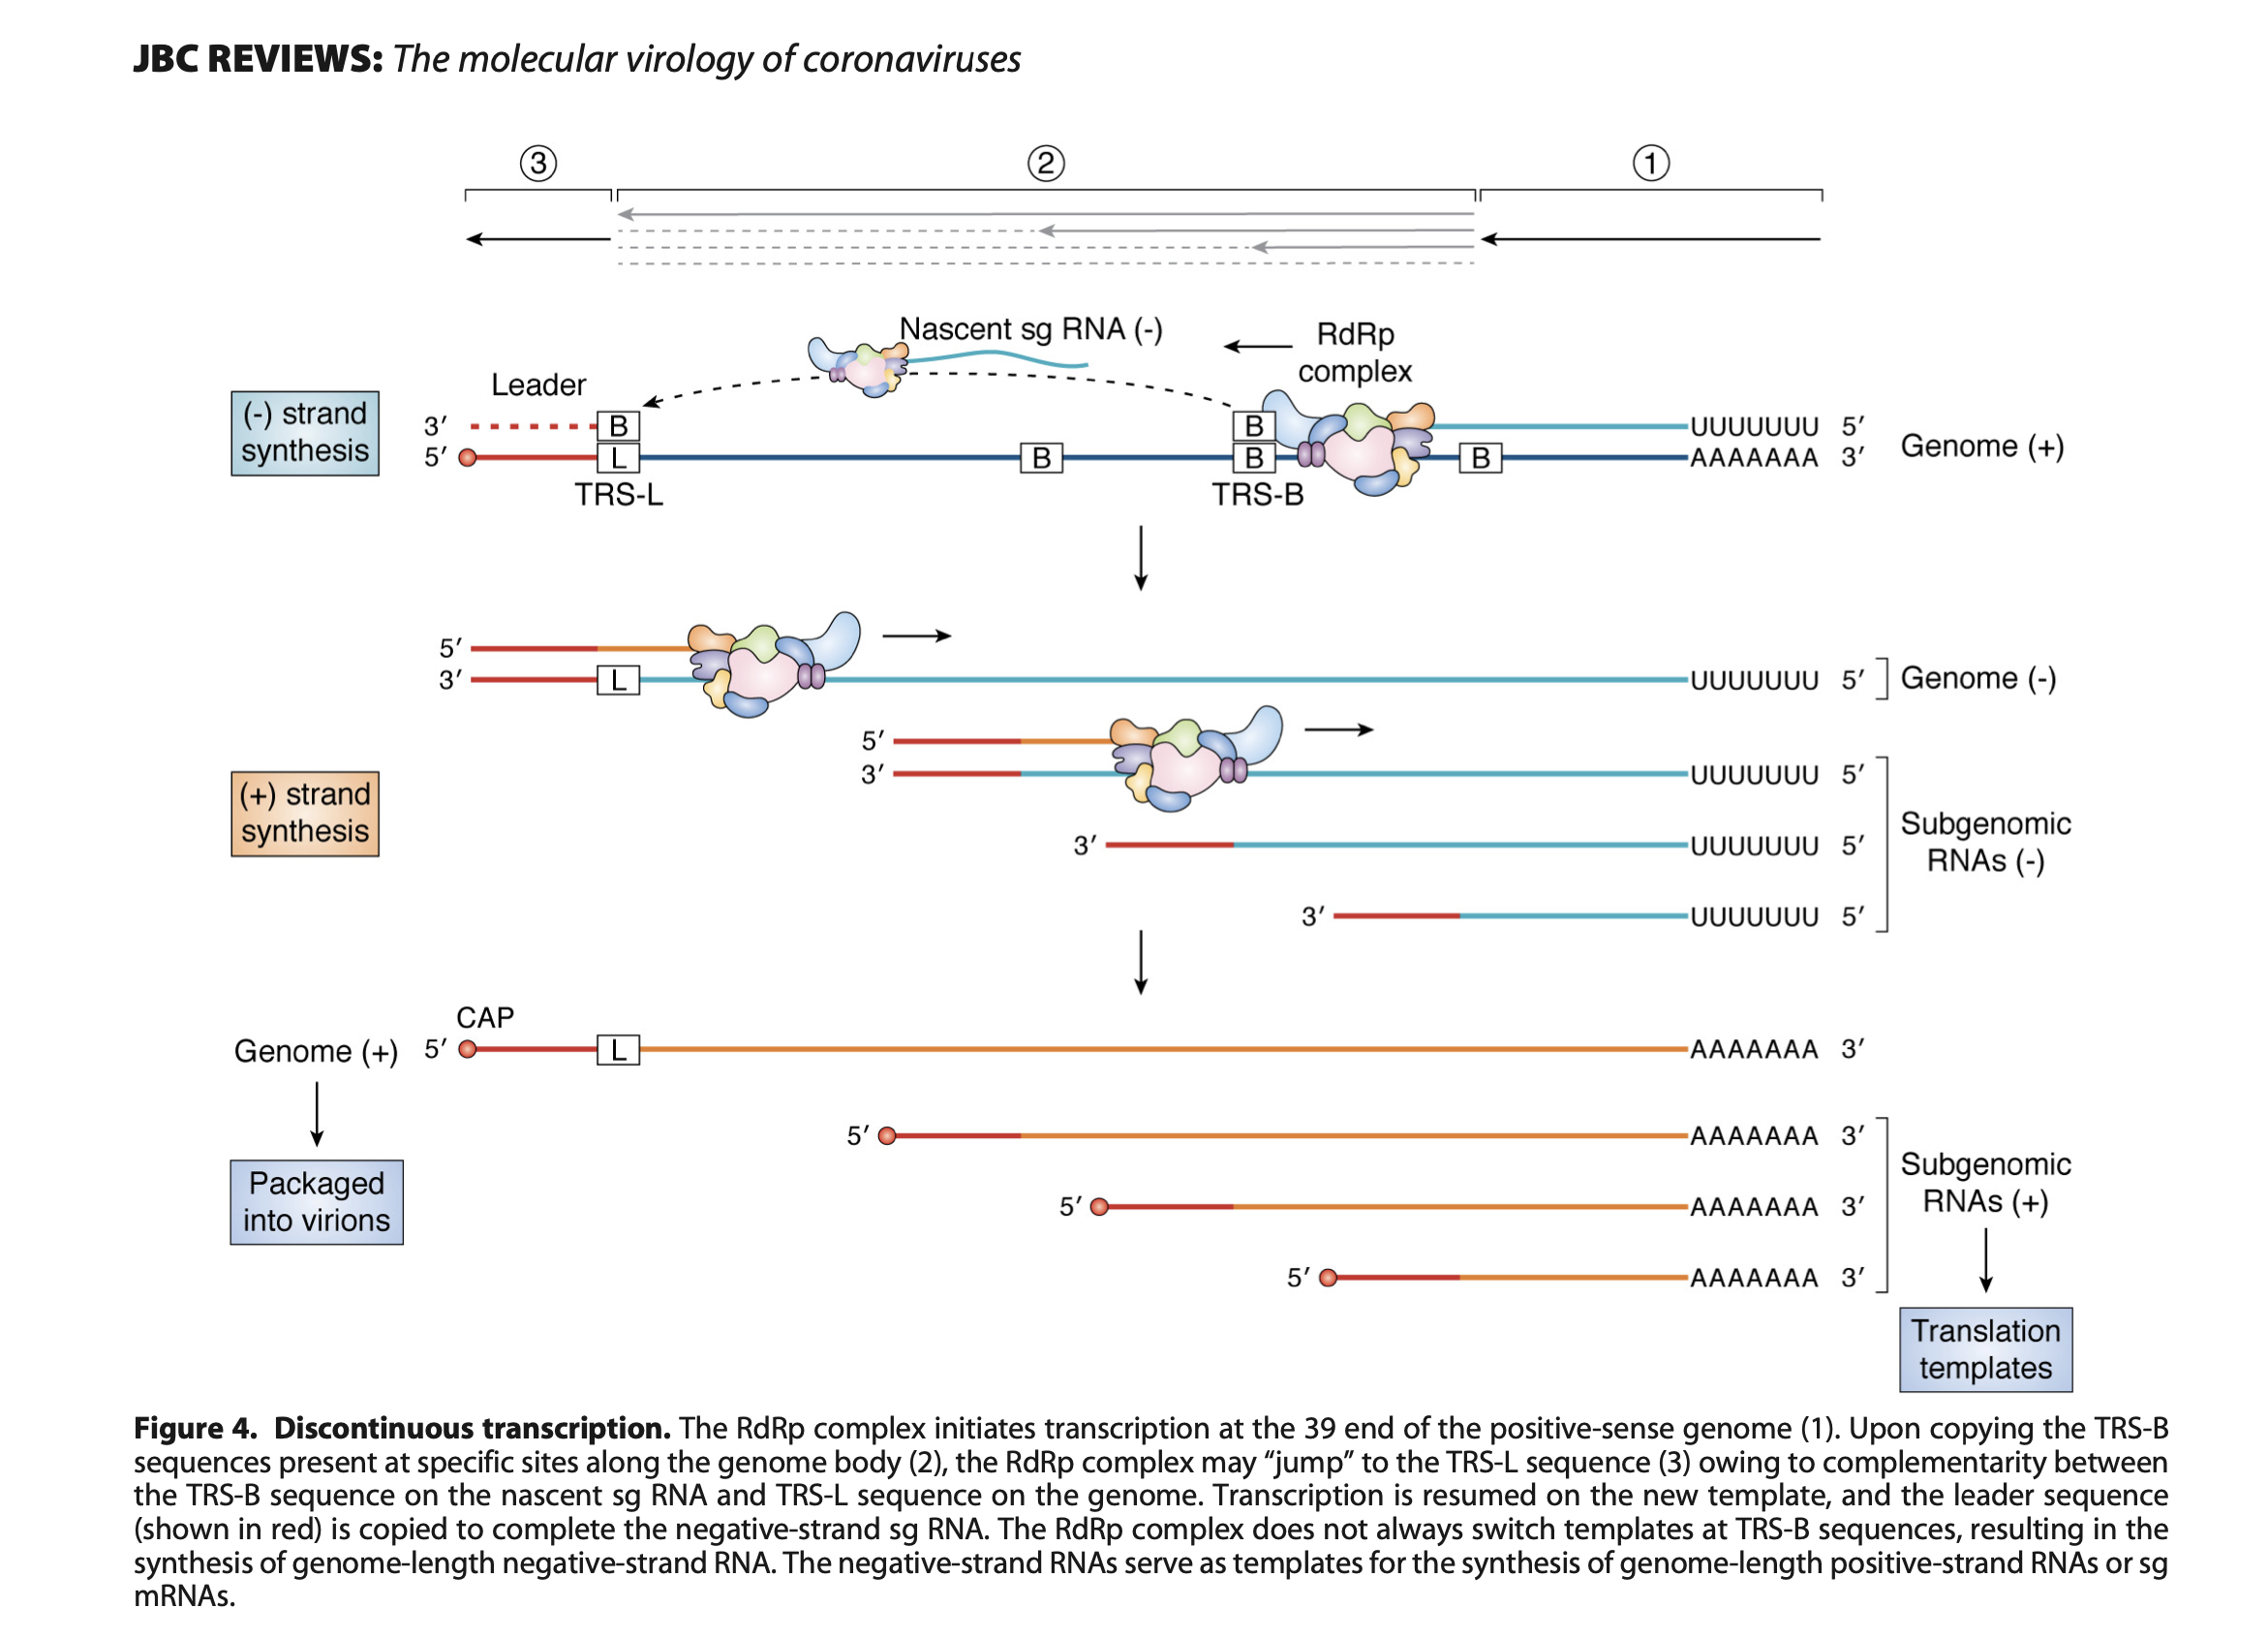 JBC REVIEWS: The molecular virology of coronaviruses
3 2 1
Nascent sg RNA (-)
RdRp
complex
Leader
(-) strand
synthesis
3′ B B UUUUUUU 5′
5′ L B B B AAAAAAA 3′
Genome (+)
TRS-L TRS-B
5′
3′ L UUUUUUU 5′ Genome (-)
5′
3′ UUUUUUU 5′
(+) strand
synthesis
3′ UUUUUUU 5′
Subgenomic
RNAs (-)
3′ UUUUUUU 5′
CAP
Genome (+) 5′ L AAAAAAA 3′
5′ AAAAAAA 3′
Packaged
into virions
5′ AAAAAAA 3′
Subgenomic
RNAs (+)
5′ AAAAAAA 3′
Translation
templates
Figure 4. Discontinuous transcription. The RdRp complex initiates transcription at the 39 end of the positive-sense genome (1). Upon copying the TRS-B
sequences present at specific sites along the genome body (2), the RdRp complex may “jump” to the TRS-L sequence (3) owing to complementarity between
the TRS-B sequence on the nascent sg RNA and TRS-L sequence on the genome. Transcription is resumed on the new template, and the leader sequence
(shown in red) is copied to complete the negative-strand sg RNA. The RdRp complex does not always switch templates at TRS-B sequences, resulting in the
synthesis of genome-length negative-strand RNA. The negative-strand RNAs serve as templates for the synthesis of genome-length positive-strand RNAs or sg
mRNAs.